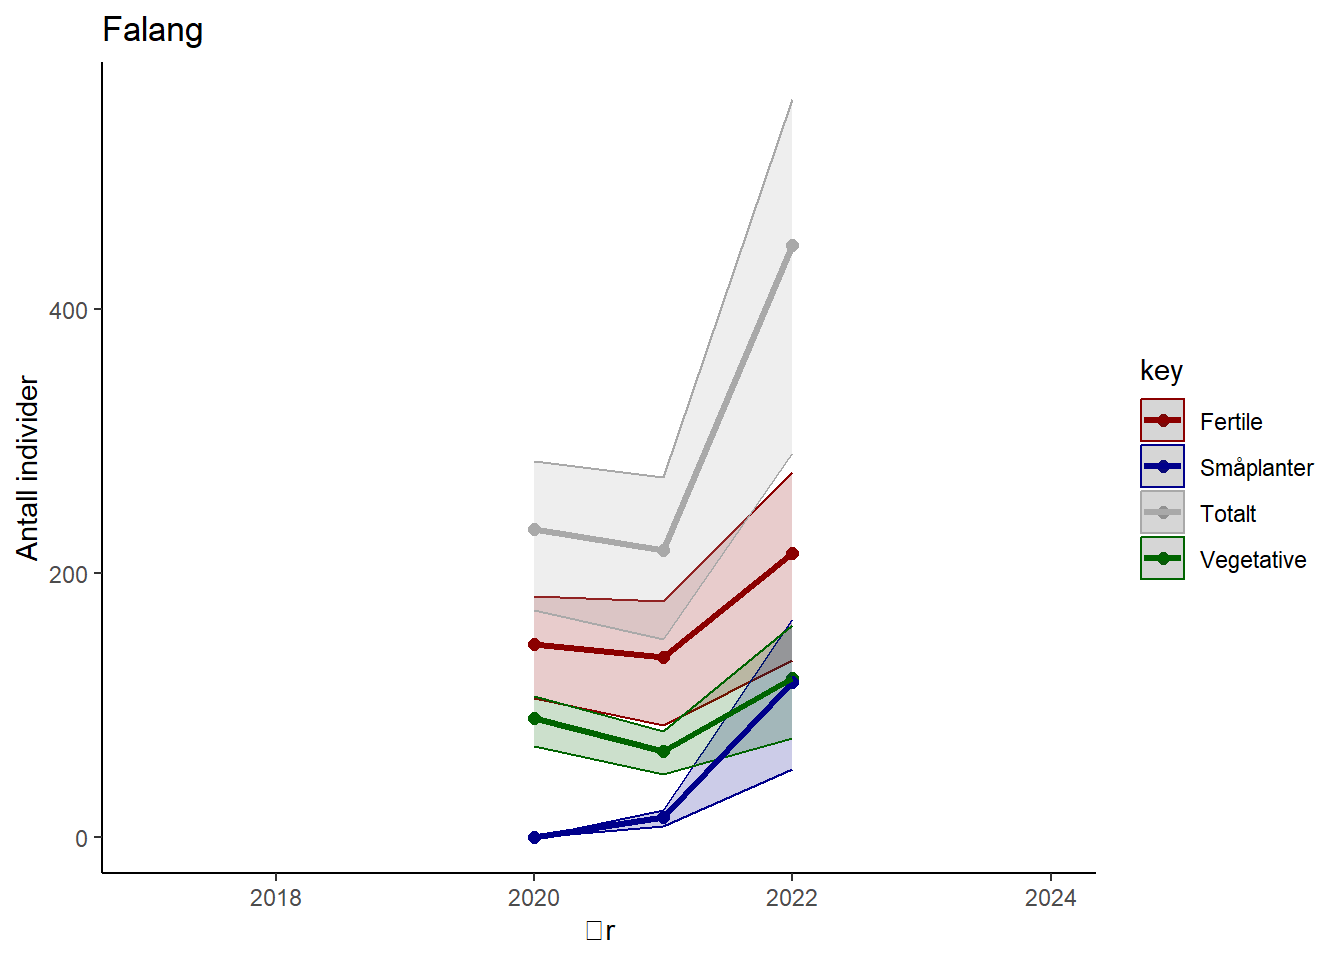 Falang
Antall individer
400
200
0
2018
2020
2022
2024
□r
key
Fertile
Småplanter
Totalt
Vegetative